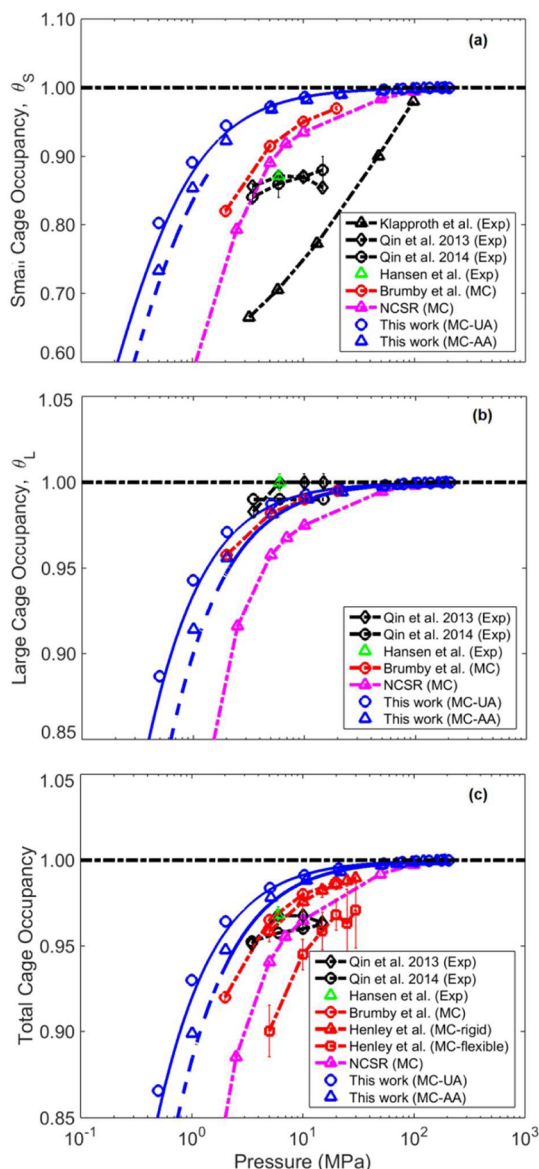 (a)
1.10
1.00
0.90
0.80
0.70
0.60
Small Cage Occupancy, θS
Klapproth et al. (Exp)
Qin et al. 2013 (Exp)
Qin et al. 2014 (Exp)
Hansen et al. (Exp)
Brumby et al. (MC)
NCSR (MC)
This work (MC-UA)
This work (MC-AA)
(b)
1.05
1.00
0.95
0.90
0.85
Large Cage Occupancy, θL
Qin et al. 2013 (Exp)
Qin et al. 2014 (Exp)
Hansen et al. (Exp)
Brumby et al. (MC)
NCSR (MC)
This work (MC-UA)
This work (MC-AA)
(c)
1.05
1.00
0.95
0.90
0.85
Total Cage Occupancy
Qin et al. 2013 (Exp)
Qin et al. 2014 (Exp)
Hansen et al. (Exp)
Brumby et al. (MC)
Henley et al. (MC-rigid)
Henley et al. (MC-flexible)
NCSR (MC)
This work (MC-UA)
This work (MC-AA)
10⁻¹ 10⁰ 10¹ 10² 10³
Pressure (MPa)